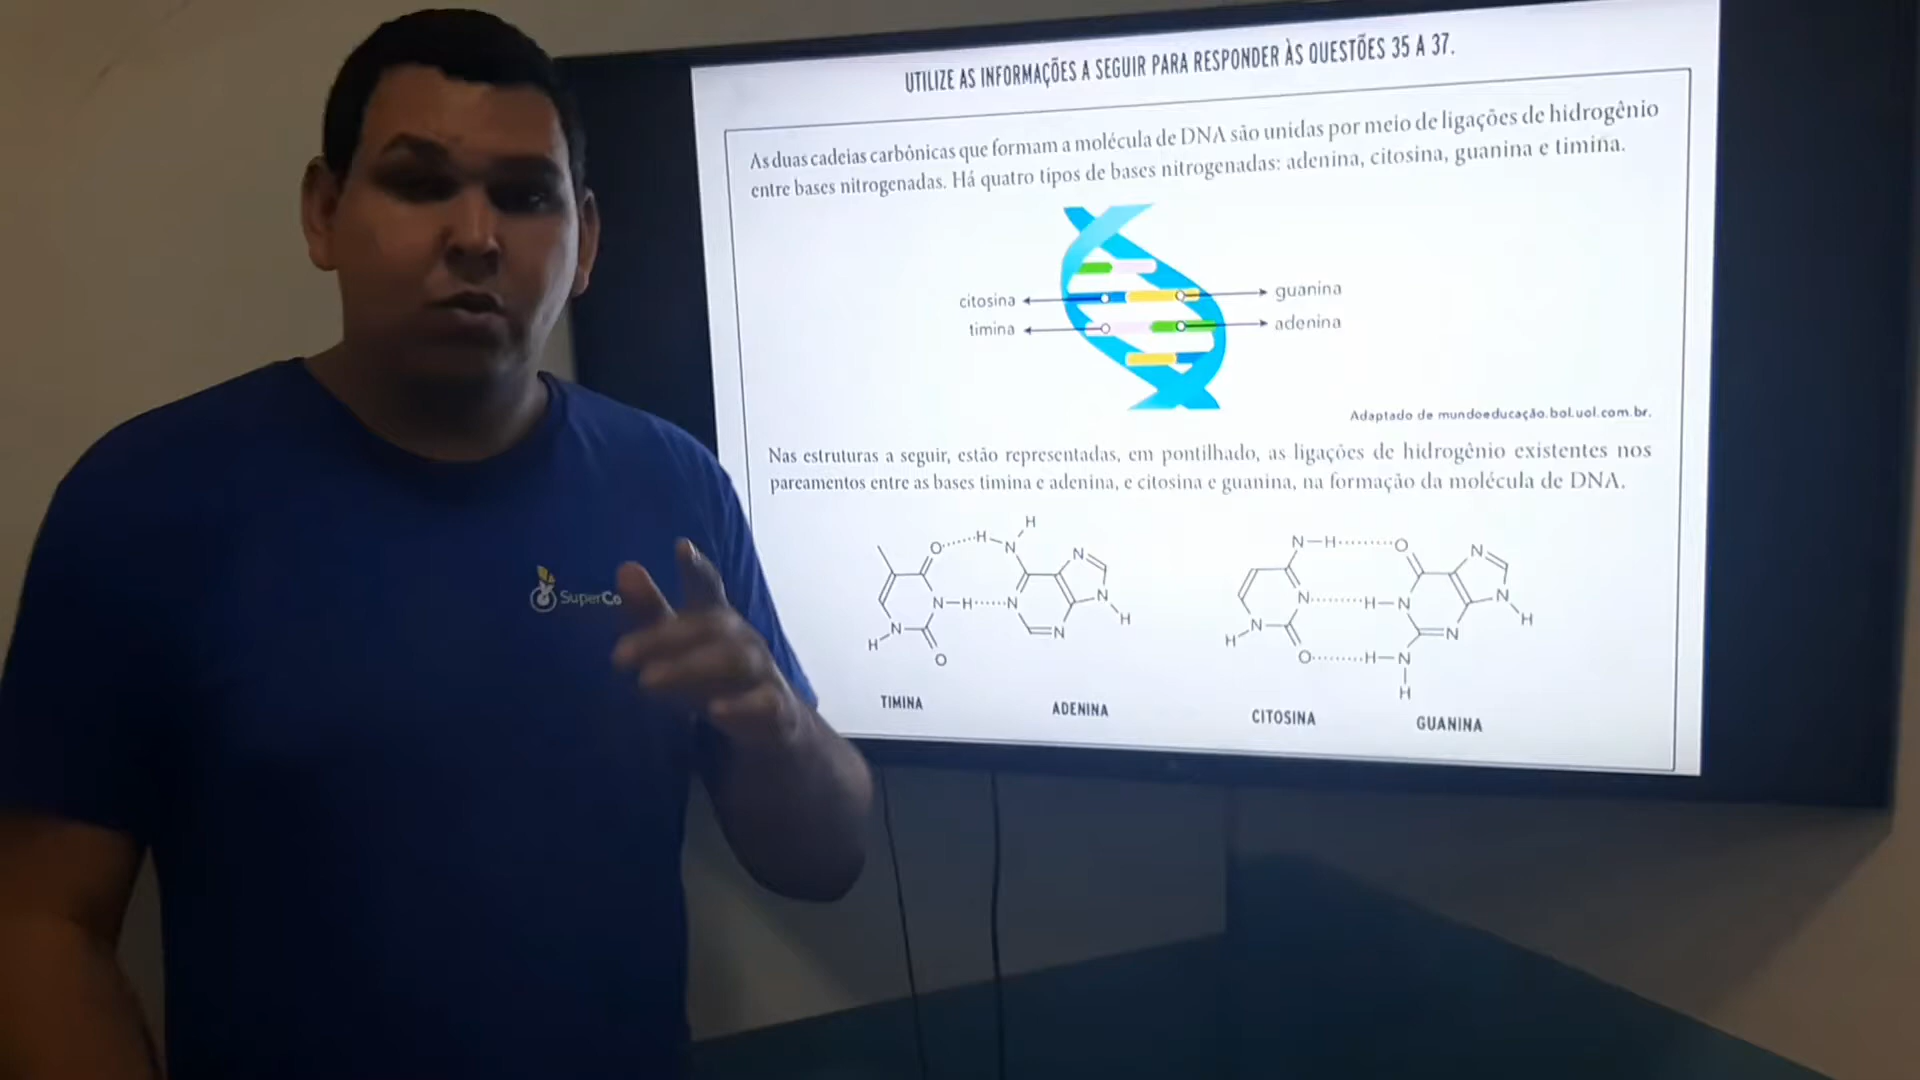 UTILIZE AS INFORMAÇÕES A SEGUIR PARA RESPONDER ÀS QUESTÕES 35 A 37.
As duas cadeias carbônicas que formam a molécula de DNA são unidas por meio de ligações de hidrogênio
entre bases nitrogenadas. Há quatro tipos de bases nitrogenadas: adenina, citosina, guanina e timina.
citosina
guanina
timina
adenina
Adaptado de mundoeducação.bol.uol.com.br.
Nas estruturas a seguir, estão representadas, em pontilhado, as ligações de hidrogênio existentes nos
pareamentos entre as bases timina e adenina, e citosina e guanina, na formação da molécula de DNA.
H
O H N N
N H N N H
H N N
O
N H O N
N H N N H
H N N
O H N
H
TIMINA
ADENINA
CITOSINA
GUANINA
SuperCo